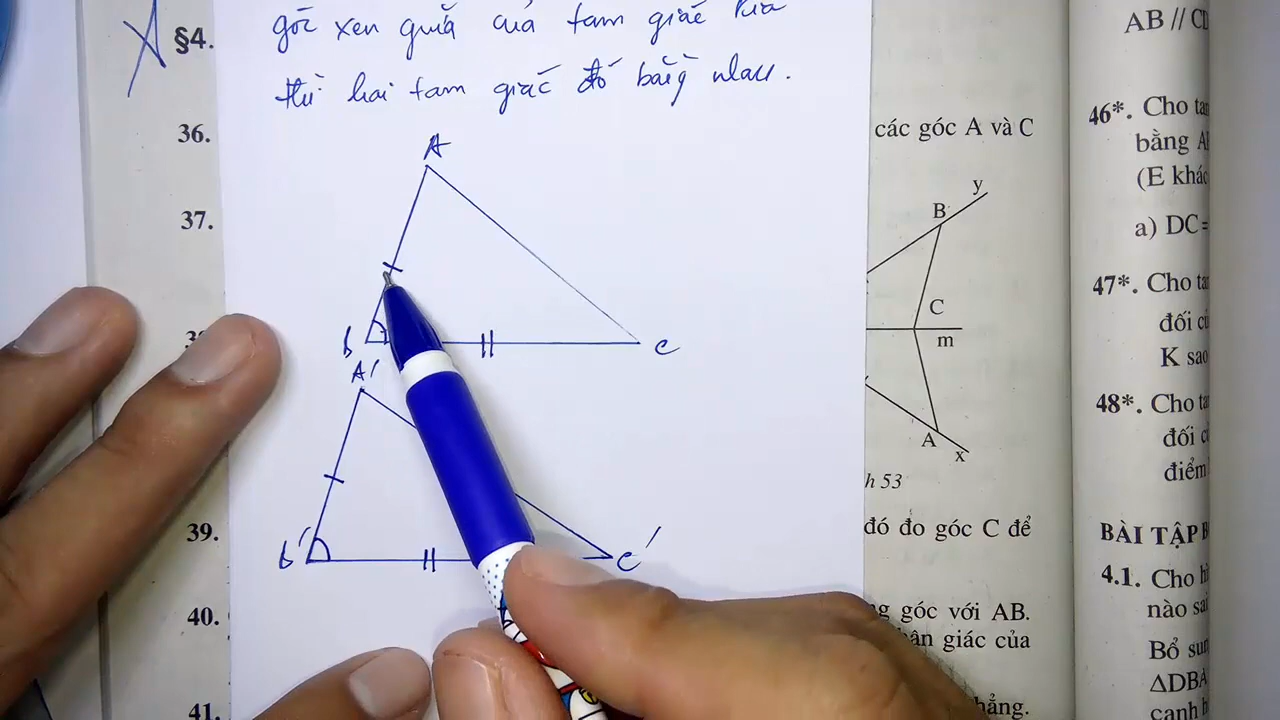 §4.
góc xen giữa của tam giác kia
thì hai tam giác đó bằng nhau.
36.
37.
39.
40.
41.
A
B
C
A'
B'
C'
các góc A và C
y
B
C
m
A
x
h 53
đó đo góc C để
góc với AB.
ân giác của
hẳng.
AB // CD
46*. Cho ta
bằng A
(E khác
a) DC =
47*. Cho ta
đối củ
K sao
48*. Cho ta
đối c
điểm
BÀI TẬP B
4.1. Cho h
nào sai
Bổ sun
ΔDBA
cạnh b